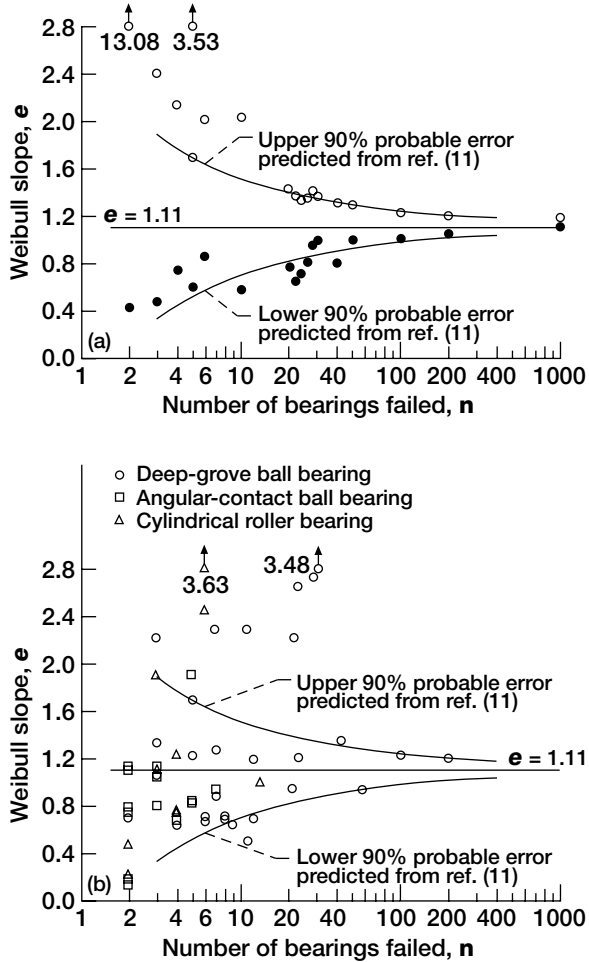 2.8
13.08
3.53
2.4
2.0
Upper 90% probable error
predicted from ref. (11)
1.6
1.2
e = 1.11
0.8
0.4
Lower 90% probable error
predicted from ref. (11)
0.0
(a)
Weibull slope, e
1 2 4 6 10 20 40 100 200 400 1000
Number of bearings failed, n
Deep-grove ball bearing
Angular-contact ball bearing
Cylindrical roller bearing
2.8
3.63
3.48
2.4
2.0
Upper 90% probable error
predicted from ref. (11)
1.6
1.2
e = 1.11
0.8
0.4
Lower 90% probable error
predicted from ref. (11)
0.0
(b)
Weibull slope, e
1 2 4 6 10 20 40 100 200 400 1000
Number of bearings failed, n